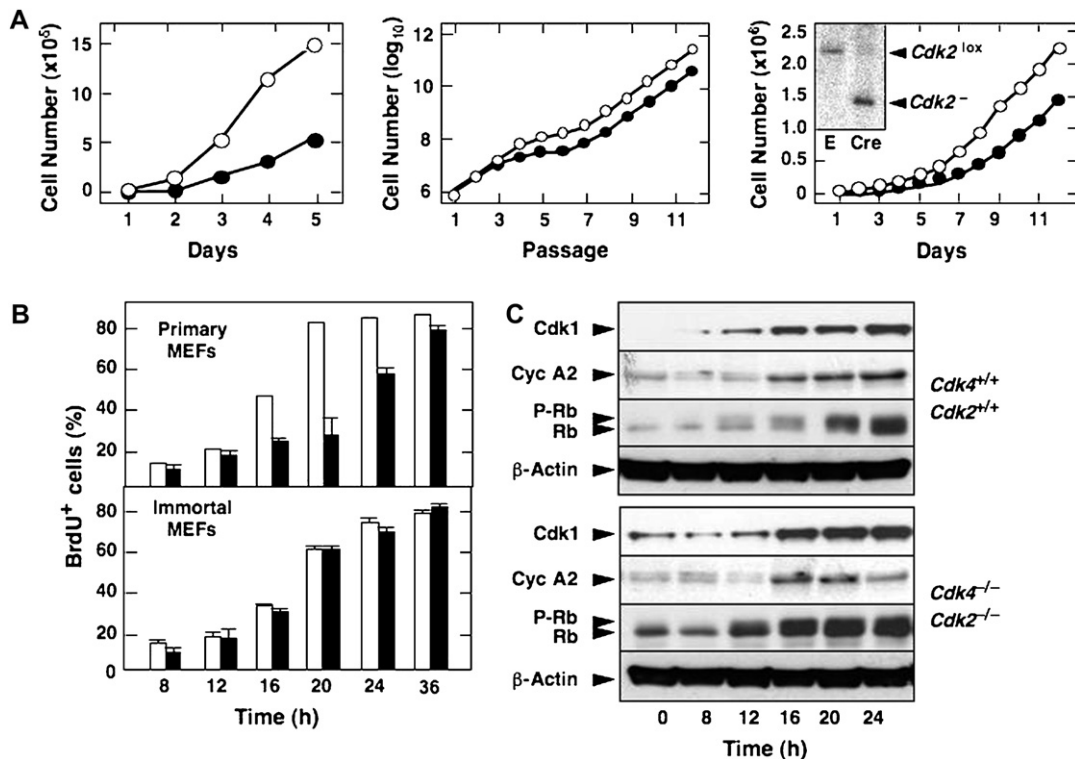 A
Cell Number (x10⁵)
15
10
5
0
1 2 3 4 5
Days
Cell Number (log₁₀)
12
10
8
6
1 3 5 7 9 11
Passage
Cell Number (x10⁶)
2.5
2.0
1.5
1.0
0.5
0
1 3 5 7 9 11
Days
Cdk2 lox
Cdk2 −
E Cre
B
BrdU⁺ cells (%)
Primary
MEFs
80
60
40
20
Immortal
MEFs
80
60
40
20
0
8 12 16 20 24 36
Time (h)
C
Cdk1
Cyc A2
P-Rb
Rb
β-Actin
Cdk4⁺/⁺
Cdk2⁺/⁺
Cdk1
Cyc A2
P-Rb
Rb
β-Actin
Cdk4⁻/⁻
Cdk2⁻/⁻
0 8 12 16 20 24
Time (h)